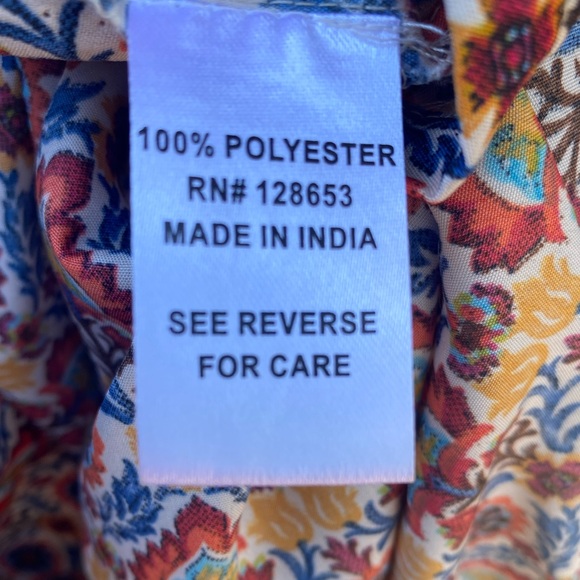 100% POLYESTER
RN# 128653
MADE IN INDIA
SEE REVERSE
FOR CARE